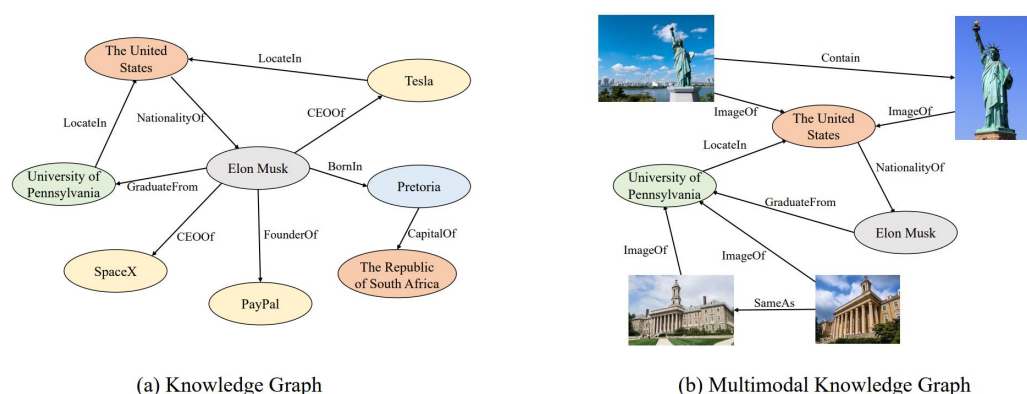 The United
States
LocateIn
Tesla
LocateIn
NationalityOf
CEOOf
University of
Pennsylvania
GraduateFrom
Elon Musk
BornIn
Pretoria
CEOOf
FounderOf
CapitalOf
SpaceX
PayPal
The Republic
of South Africa
(a) Knowledge Graph
Contain
ImageOf
ImageOf
The United
States
LocateIn
NationalityOf
University of
Pennsylvania
GraduateFrom
Elon Musk
ImageOf
ImageOf
SameAs
(b) Multimodal Knowledge Graph